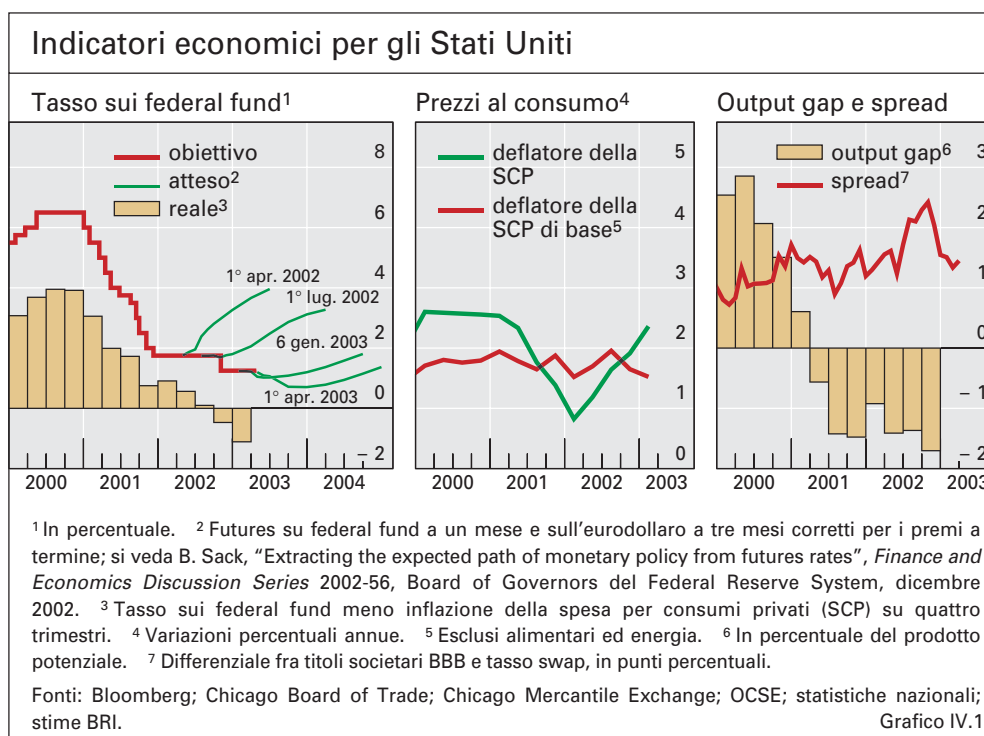 Indicatori economici per gli Stati Uniti
Tasso sui federal fund¹
obiettivo
atteso²
reale³
8
6
4
2
0
– 2
1° apr. 2002
1° lug. 2002
6 gen. 2003
1° apr. 2003
2000 2001 2002 2003 2004
Prezzi al consumo⁴
deflatore della
SCP
deflatore della
SCP di base⁵
5
4
3
2
1
0
2000 2001 2002 2003
Output gap e spread
output gap⁶
spread⁷
3
2
1
0
– 1
– 2
2000 2001 2002 2003
¹ In percentuale. ² Futures su federal fund a un mese e sull'eurodollaro a tre mesi corretti per i premi a
termine; si veda B. Sack, “Extracting the expected path of monetary policy from futures rates”, Finance and
Economics Discussion Series 2002-56, Board of Governors del Federal Reserve System, dicembre
2002. ³ Tasso sui federal fund meno inflazione della spesa per consumi privati (SCP) su quattro
trimestri. ⁴ Variazioni percentuali annue. ⁵ Esclusi alimentari ed energia. ⁶ In percentuale del prodotto
potenziale. ⁷ Differenziale fra titoli societari BBB e tasso swap, in punti percentuali.
Fonti: Bloomberg; Chicago Board of Trade; Chicago Mercantile Exchange; OCSE; statistiche nazionali;
stime BRI. Grafico IV.1